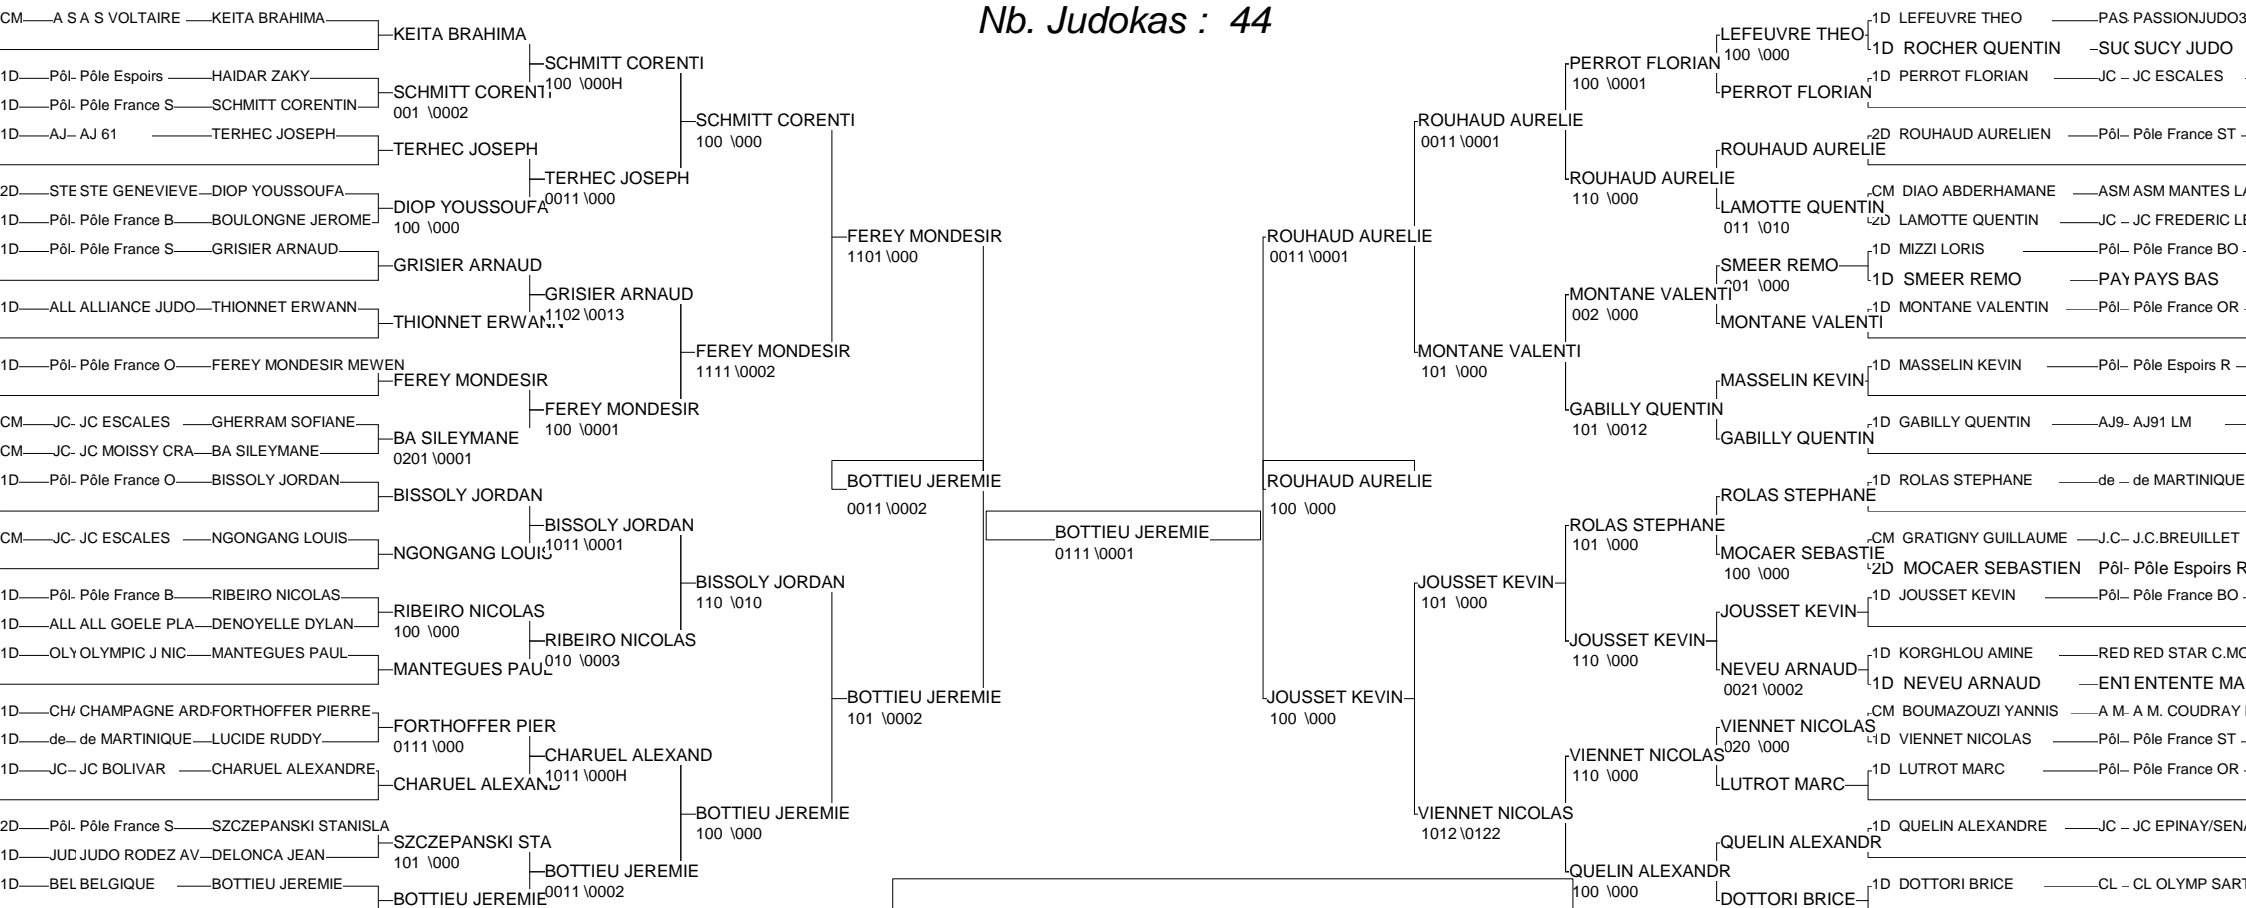 Nb. Judokas : 44
CM A S A S VOLTAIRE KEITA BRAHIMA
KEITA BRAHIMA
SCHMITT CORENTI
100 \000H
1D Pôl Pôle Espoirs HAIDAR ZAKY
SCHMITT CORENTI
001 \0002
1D Pôl Pôle France S SCHMITT CORENTIN
SCHMITT CORENTI
100 \000
1D AJ AJ 61 TERHEC JOSEPH
TERHEC JOSEPH
TERHEC JOSEPH
0011 \000
2D STE STE GENEVIEVE DIOP YOUSSOUFA
DIOP YOUSSOUFA
100 \000
1D Pôl Pôle France B BOULONGNE JEROME
FEREY MONDESIR
1101 \000
1D Pôl Pôle France S GRISIER ARNAUD
GRISIER ARNAUD
GRISIER ARNAUD
1102 \0013
1D ALL ALLIANCE JUDO THIONNET ERWANN
THIONNET ERWANN
FEREY MONDESIR
1111 \0002
1D Pôl Pôle France O FEREY MONDESIR MEWEN
FEREY MONDESIR
FEREY MONDESIR
100 \0001
CM JC JC ESCALES GHERRAM SOFIANE
BA SILEYMANE
0201 \0001
CM JC JC MOISSY CRA BA SILEYMANE
BOTTIEU JEREMIE
0011 \0002
1D Pôl Pôle France O BISSOLY JORDAN
BISSOLY JORDAN
BISSOLY JORDAN
1011 \0001
CM JC JC ESCALES NGONGANG LOUIS
NGONGANG LOUIS
BISSOLY JORDAN
110 \010
1D Pôl Pôle France B RIBEIRO NICOLAS
RIBEIRO NICOLAS
100 \000
1D ALL ALL GOELE PLA DENOYELLE DYLAN
RIBEIRO NICOLAS
010 \0003
1D OLY OLYMPIC J NIC MANTEGUES PAUL
MANTEGUES PAUL
BOTTIEU JEREMIE
101 \0002
1D CHA CHAMPAGNE ARD FORTHOFFER PIERRE
FORTHOFFER PIER
0111 \000
1D de de MARTINIQUE LUCIDE RUDDY
CHARUEL ALEXAND
1011 \000H
1D JC JC BOLIVAR CHARUEL ALEXANDRE
CHARUEL ALEXAND
BOTTIEU JEREMIE
100 \000
2D Pôl Pôle France S SZCZEPANSKI STANISLA
SZCZEPANSKI STA
101 \000
1D JUD JUDO RODEZ AV DELONCA JEAN
BOTTIEU JEREMIE
0011 \0002
1D BEL BELGIQUE BOTTIEU JEREMIE
BOTTIEU JEREMIE
BOTTIEU JEREMIE
0111 \0001
1D LEFEUVRE THEO PAS PASSIONJUDO3
LEFEUVRE THEO
100 \000
1D ROCHER QUENTIN SUC SUCY JUDO
PERROT FLORIAN
100 \0001
1D PERROT FLORIAN JC JC ESCALES
PERROT FLORIAN
ROUHAUD AURELIE
0011 \0001
2D ROUHAUD AURELIEN Pôl Pôle France ST
ROUHAUD AURELIE
ROUHAUD AURELIE
110 \000
CM DIAO ABDERHAMANE ASM ASM MANTES LA
LAMOTTE QUENTIN
011 \010
2D LAMOTTE QUENTIN JC JC FREDERIC LE
ROUHAUD AURELIE
0011 \0001
1D MIZZI LORIS Pôl Pôle France BO
SMEER REMO
001 \000
1D SMEER REMO PAY PAYS BAS
MONTANE VALENTI
002 \000
1D MONTANE VALENTIN Pôl Pôle France OR
MONTANE VALENTI
MONTANE VALENTI
101 \000
1D MASSELIN KEVIN Pôl Pôle Espoirs R
MASSELIN KEVIN
GABILLY QUENTIN
101 \0012
1D GABILLY QUENTIN AJ9 AJ91 LM
GABILLY QUENTIN
ROUHAUD AURELIE
100 \000
1D ROLAS STEPHANE de de MARTINIQUE
ROLAS STEPHANE
ROLAS STEPHANE
101 \000
CM GRATIGNY GUILLAUME J.C J.C.BREUILLET
MOCAER SEBASTIE
100 \000
2D MOCAER SEBASTIEN Pôl Pôle Espoirs R
JOUSSET KEVIN
101 \000
1D JOUSSET KEVIN Pôl Pôle France BO
JOUSSET KEVIN
JOUSSET KEVIN
110 \000
1D KORGHLOU AMINE RED RED STAR C.MO
NEVEU ARNAUD
0021 \0002
1D NEVEU ARNAUD ENT ENTENTE MA
JOUSSET KEVIN
100 \000
CM BOUMAZOUZI YANNIS A M A M. COUDRAY
VIENNET NICOLAS
020 \000
1D VIENNET NICOLAS Pôl Pôle France ST
VIENNET NICOLAS
110 \000
1D LUTROT MARC Pôl Pôle France OR
LUTROT MARC
VIENNET NICOLAS
1012 \0122
1D QUELIN ALEXANDRE JC JC EPINAY/SENA
QUELIN ALEXANDR
QUELIN ALEXANDR
100 \000
1D DOTTORI BRICE CL CL OLYMP SART
DOTTORI BRICE